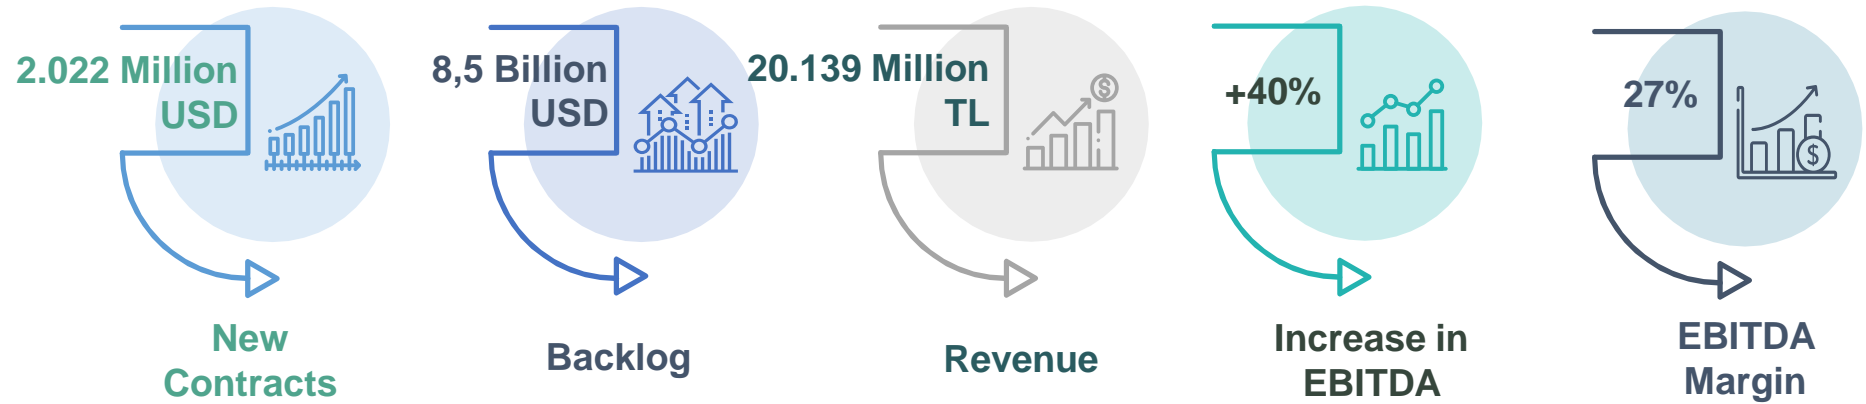 2.022 Million
USD
New
Contracts
8,5 Billion
USD
Backlog
20.139 Million
TL
Revenue
+40%
Increase in
EBITDA
27%
EBITDA
Margin